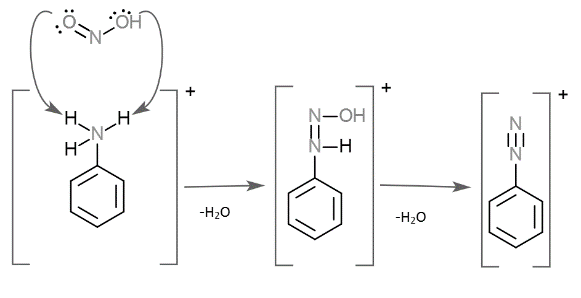 O N OH
+ + +
H H
H N
N OH
N H
N
N
-H₂O -H₂O